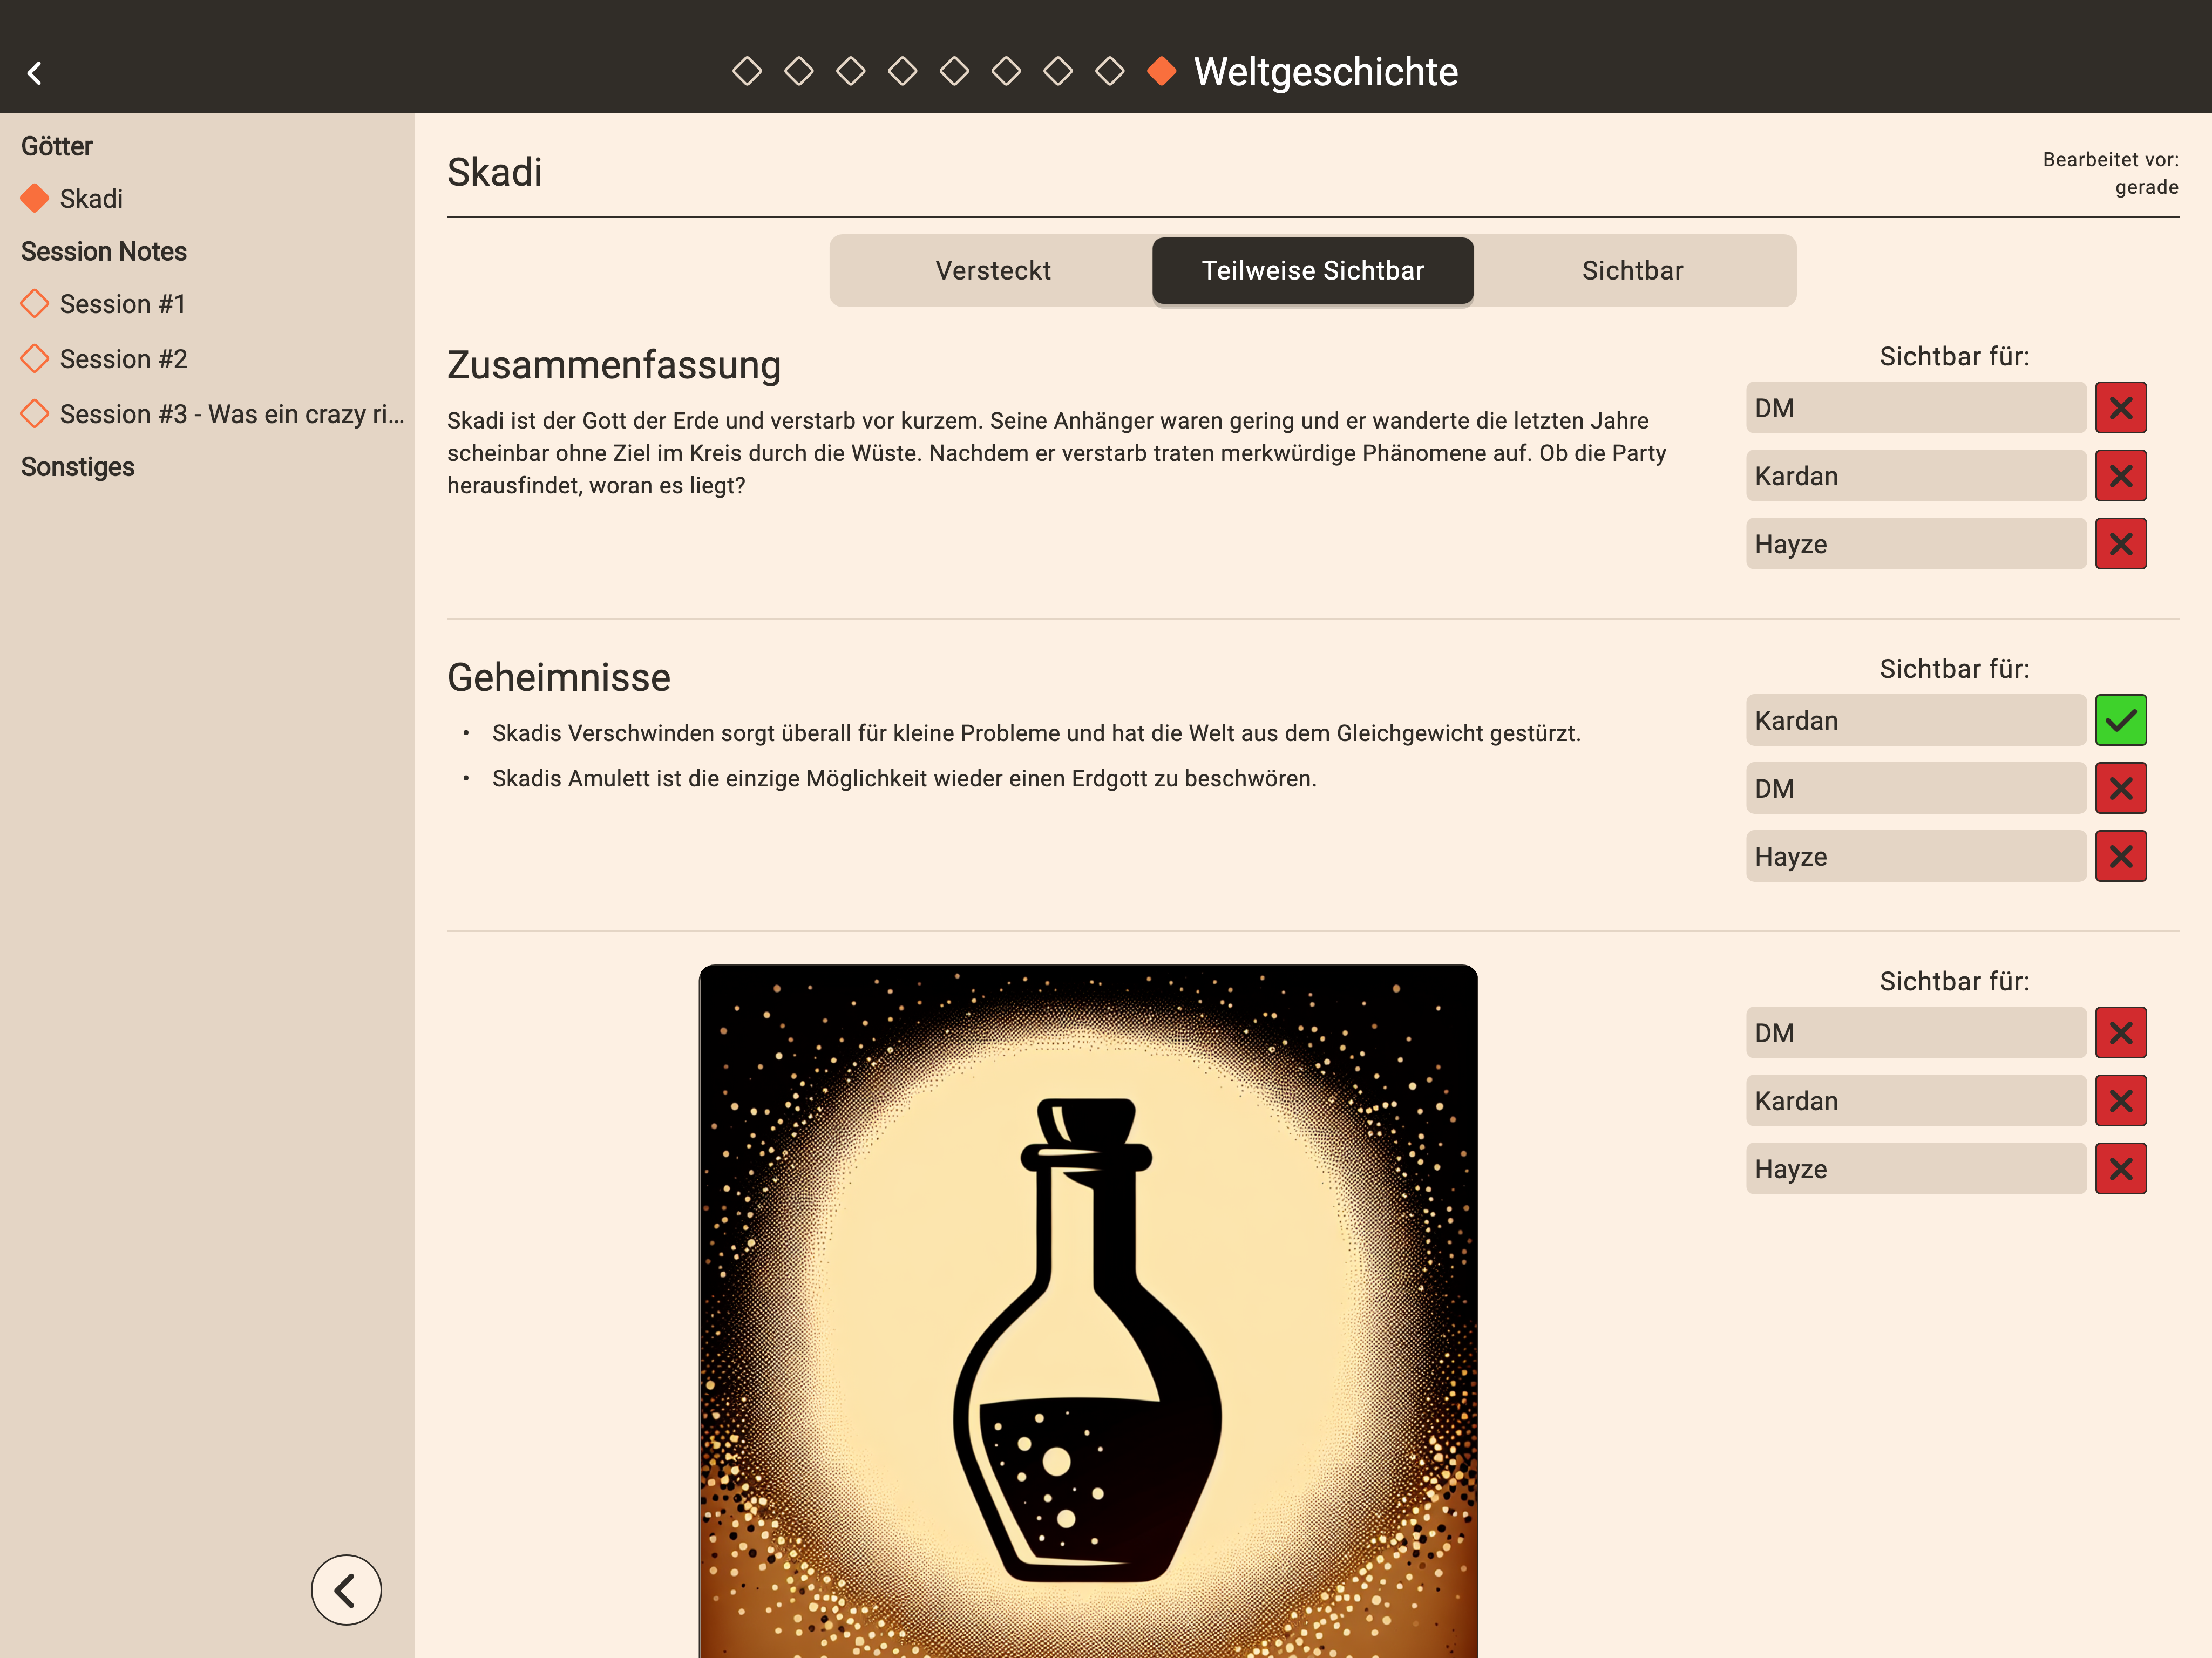 Weltgeschichte
Götter
Skadi
Session Notes
Session #1
Session #2
Session #3 - Was ein crazy ri...
Sonstiges
Skadi
Bearbeitet vor:
gerade
Versteckt
Teilweise Sichtbar
Sichtbar
Zusammenfassung
Skadi ist der Gott der Erde und verstarb vor kurzem. Seine Anhänger waren gering und er wanderte die letzten Jahre
scheinbar ohne Ziel im Kreis durch die Wüste. Nachdem er verstarb traten merkwürdige Phänomene auf. Ob die Party
herausfindet, woran es liegt?
Sichtbar für:
DM
Kardan
Hayze
Geheimnisse
• Skadis Verschwinden sorgt überall für kleine Probleme und hat die Welt aus dem Gleichgewicht gestürzt.
• Skadis Amulett ist die einzige Möglichkeit wieder einen Erdgott zu beschwören.
Sichtbar für:
Kardan
DM
Hayze
Sichtbar für:
DM
Kardan
Hayze